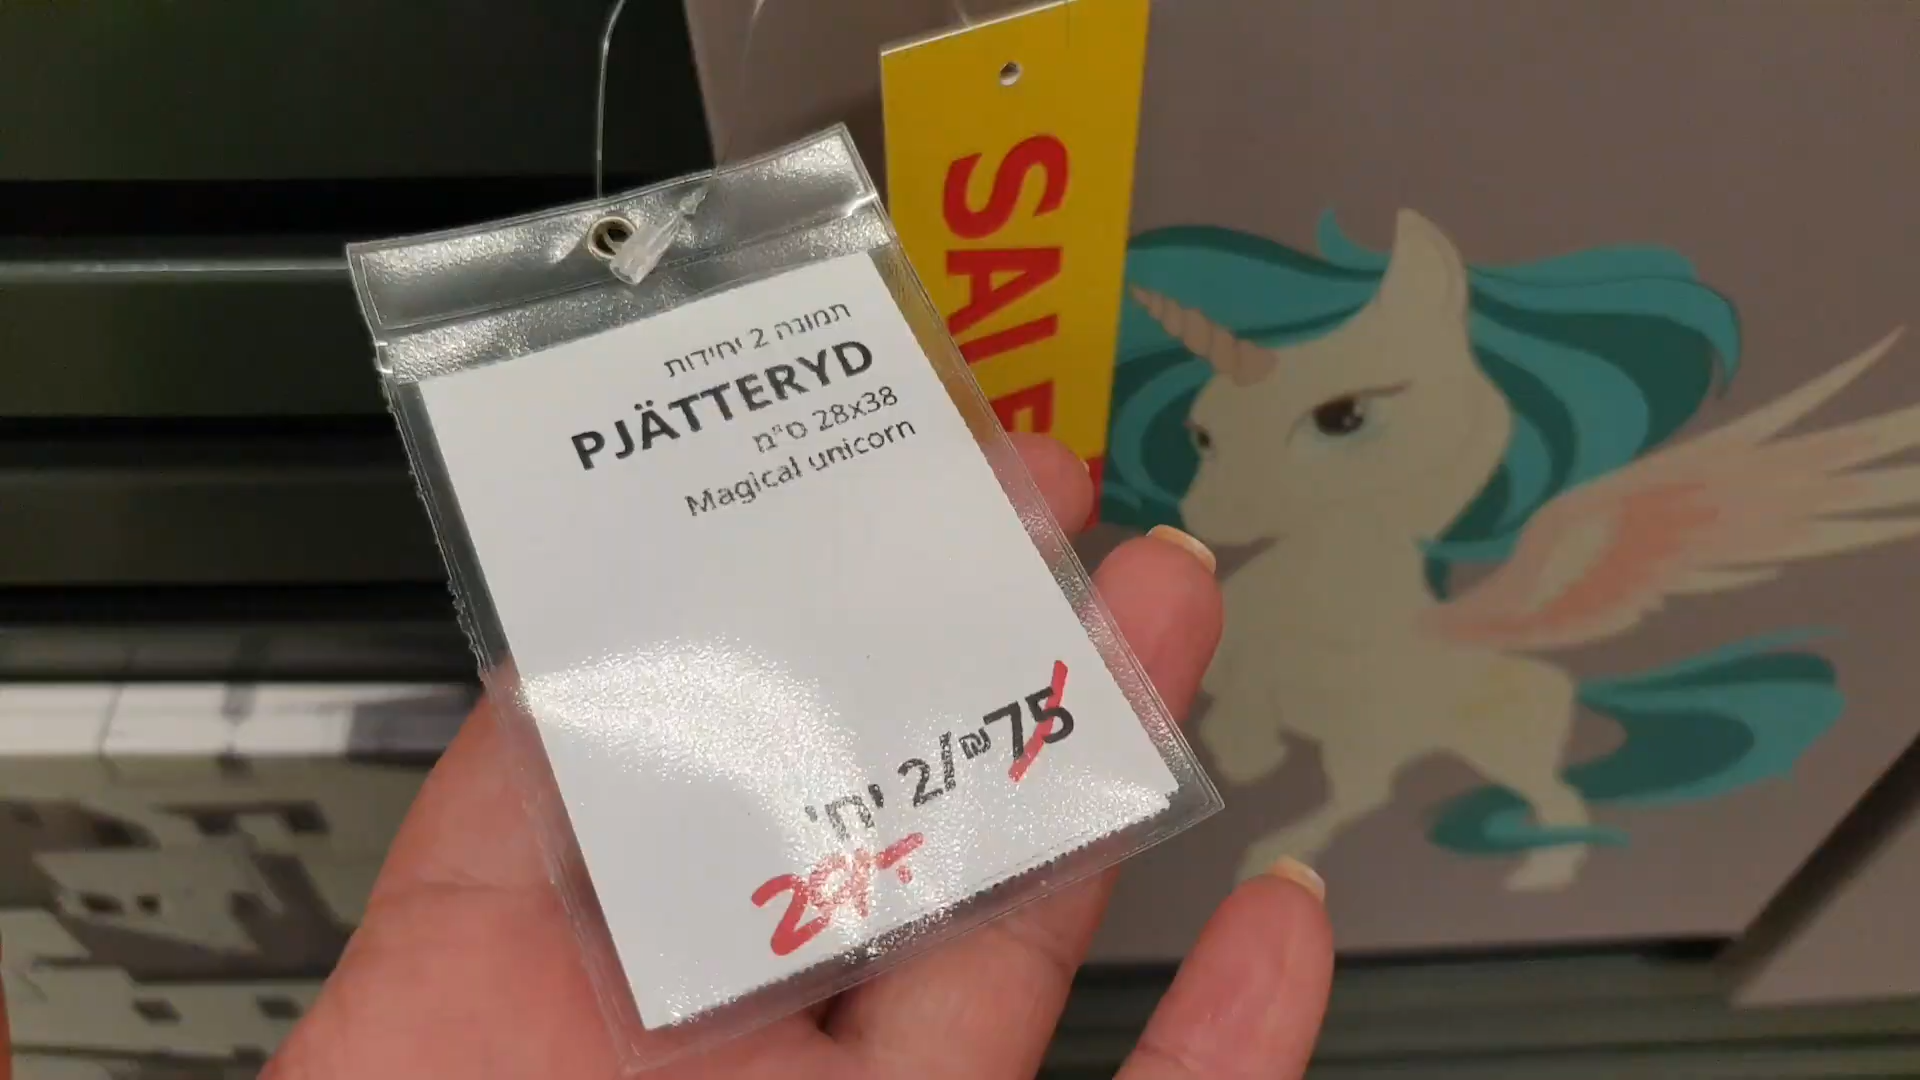 תמונה 2 יחידות
PJÄTTERYD
28x38 ס"מ
Magical unicorn
75₪/2 יח'
SALE